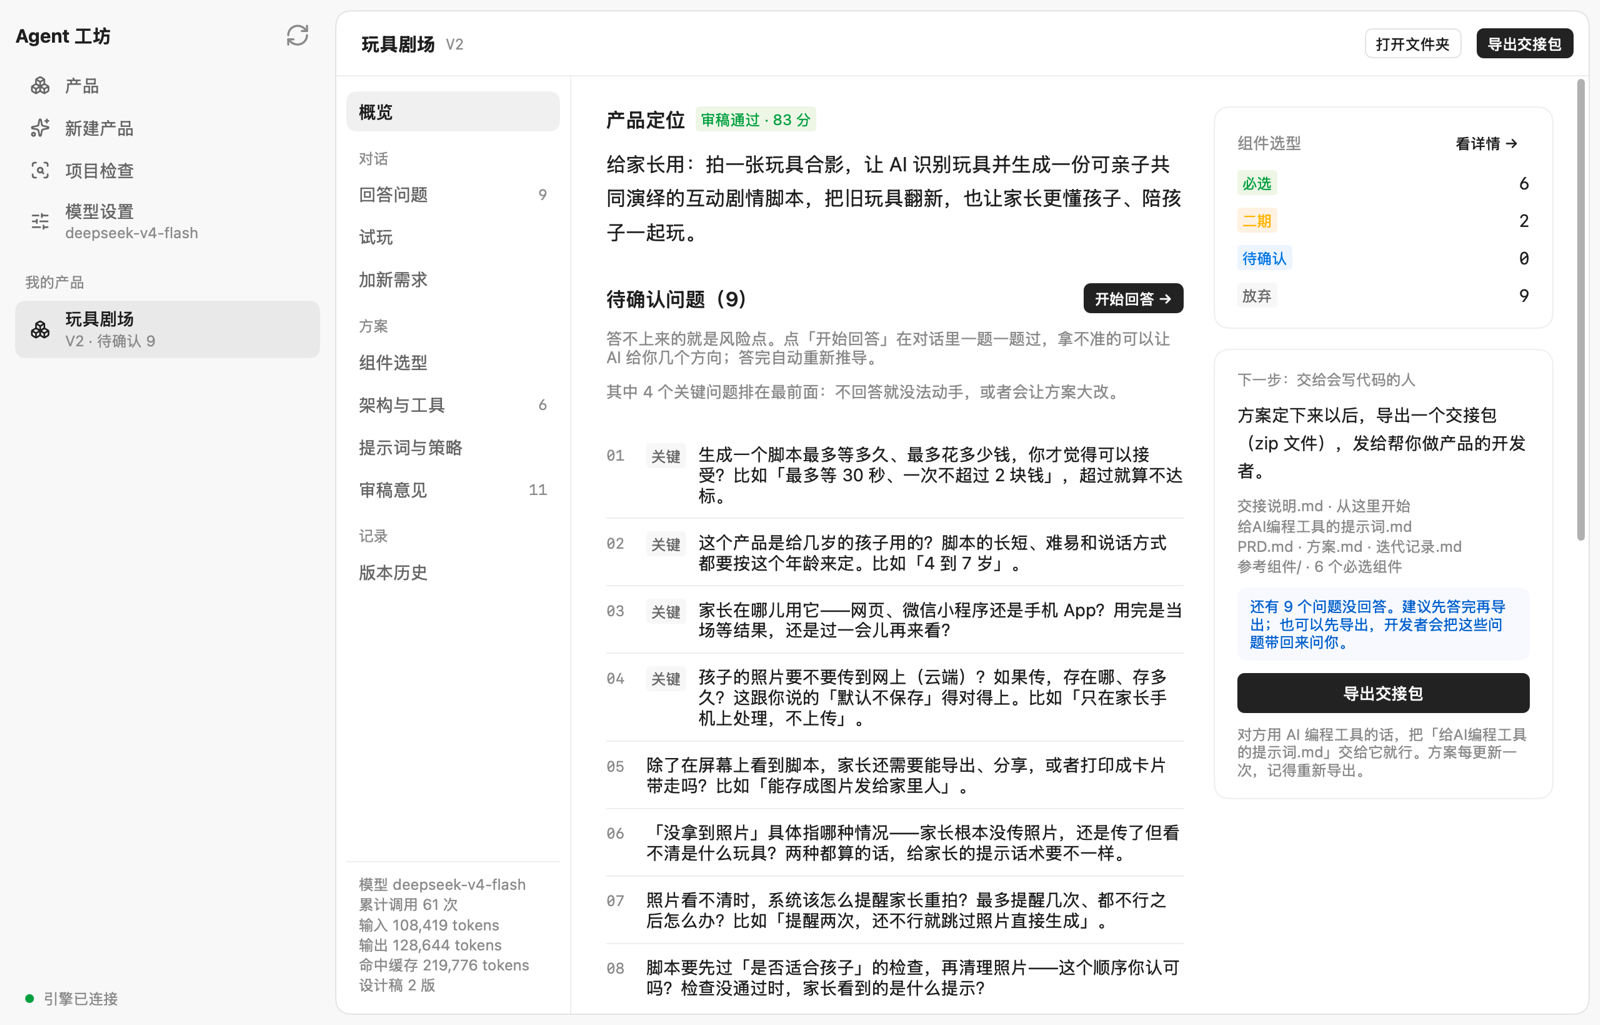 Agent 工坊
产品
新建产品
项目检查
模型设置
deepseek-v4-flash
我的产品
玩具剧场
V2 · 待确认 9
引擎已连接
玩具剧场 V2
打开文件夹
导出交接包
概览
对话
回答问题 9
试玩
加新需求
方案
组件选型
架构与工具 6
提示词与策略
审稿意见 11
记录
版本历史
模型 deepseek-v4-flash
累计调用 61 次
输入 108,419 tokens
输出 128,644 tokens
命中缓存 219,776 tokens
设计稿 2 版
产品定位 审稿通过 · 83 分
给家长用：拍一张玩具合影，让 AI 识别玩具并生成一份可亲子共
同演绎的互动剧情脚本，把旧玩具翻新，也让家长更懂孩子、陪孩
子一起玩。
待确认问题（9）
开始回答 →
答不上来的就是风险点。点「开始回答」在对话里一题一题过，拿不准的可以让
AI 给你几个方向；答完自动重新推导。
其中 4 个关键问题排在最前面：不回答就没法动手，或者会让方案大改。
01 关键 生成一个脚本最多等多久、最多花多少钱，你才觉得可以接
受？比如「最多等 30 秒、一次不超过 2 块钱」，超过就算不达
标。
02 关键 这个产品是给几岁的孩子用的？脚本的长短、难易和说话方式
都要按这个年龄来定。比如「4 到 7 岁」。
03 关键 家长在哪儿用它——网页、微信小程序还是手机 App？用完是当
场等结果，还是过一会儿再来看？
04 关键 孩子的照片要不要传到网上（云端）？如果传，存在哪、存多
久？这跟你说的「默认不保存」得对得上。比如「只在家长手
机上处理，不上传」。
05 除了在屏幕上看到脚本，家长还需要能导出、分享，或者打印成卡片
带走吗？比如「能存成图片发给家里人」。
06 「没拿到照片」具体指哪种情况——家长根本没传照片，还是传了但看
不清是什么玩具？两种都算的话，给家长的提示话术要不一样。
07 照片看不清时，系统该怎么提醒家长重拍？最多提醒几次、都不行之
后怎么办？比如「提醒两次，还不行就跳过照片直接生成」。
08 脚本要先过「是否适合孩子」的检查，再清理照片——这个顺序你认可
吗？检查没通过时，家长看到的是什么提示？
组件选型 看详情 →
必选 6
二期 2
待确认 0
放弃 9
下一步：交给会写代码的人
方案定下来以后，导出一个交接包
（zip 文件），发给帮你做产品的开发
者。
交接说明.md · 从这里开始
给AI编程工具的提示词.md
PRD.md · 方案.md · 迭代记录.md
参考组件/ · 6 个必选组件
还有 9 个问题没回答。建议先答完再导
出；也可以先导出，开发者会把这些问
题带回来问你。
导出交接包
对方用 AI 编程工具的话，把「给AI编程工具
的提示词.md」交给它就行。方案每更新一
次，记得重新导出。